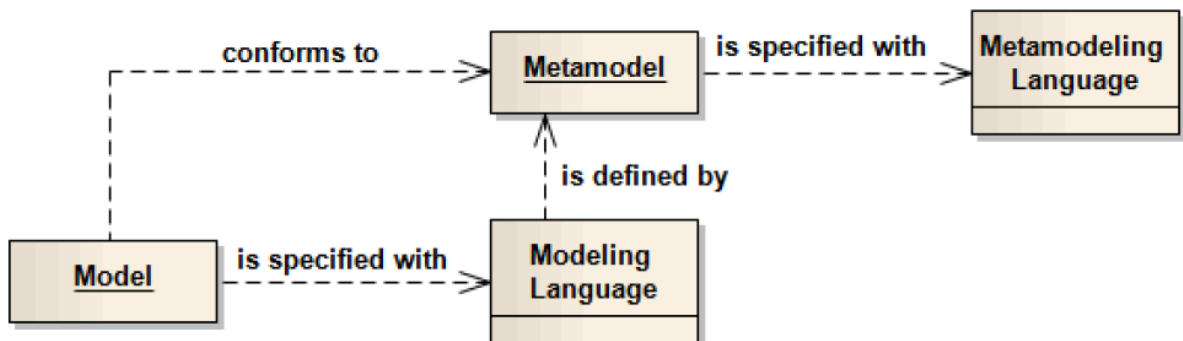 conforms to
Metamodel
is specified with
Metamodeling
Language
is defined by
Model
is specified with
Modeling
Language